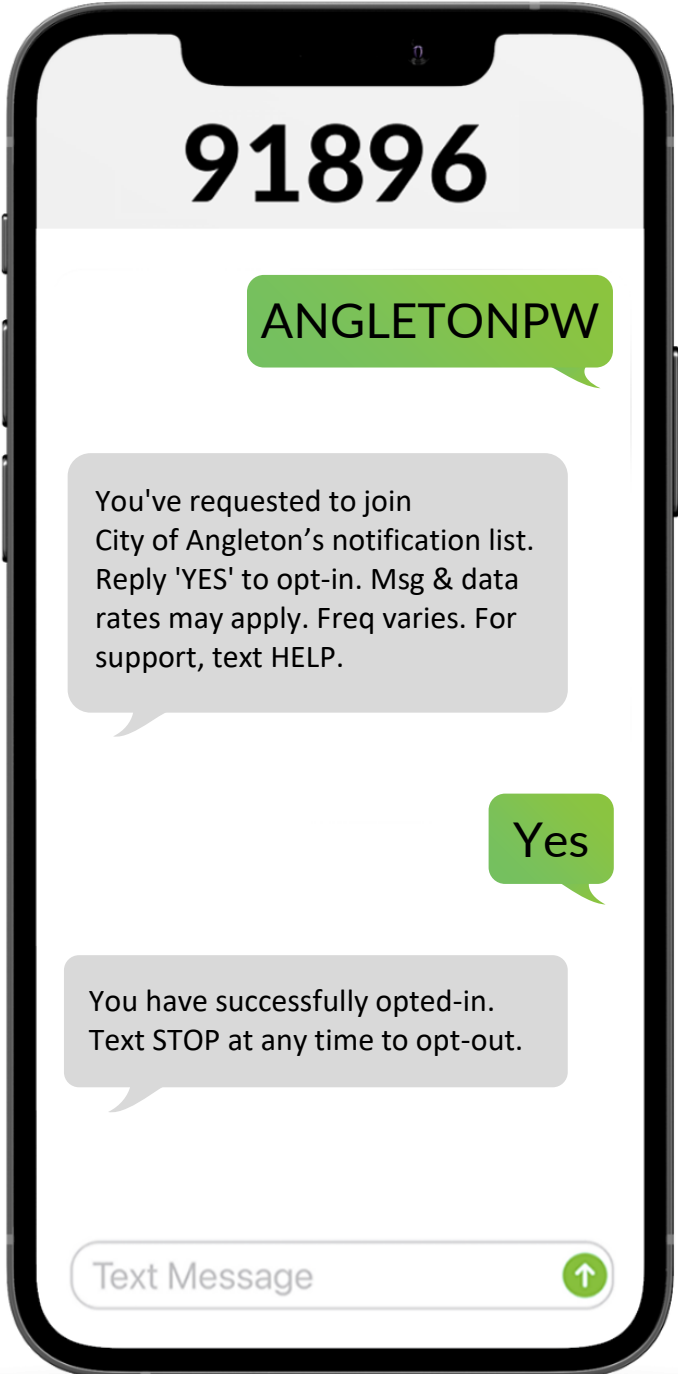 91896
ANGLETONPW
You've requested to join
City of Angleton’s notification list.
Reply 'YES' to opt-in. Msg & data
rates may apply. Freq varies. For
support, text HELP.
Yes
You have successfully opted-in.
Text STOP at any time to opt-out.
Text Message